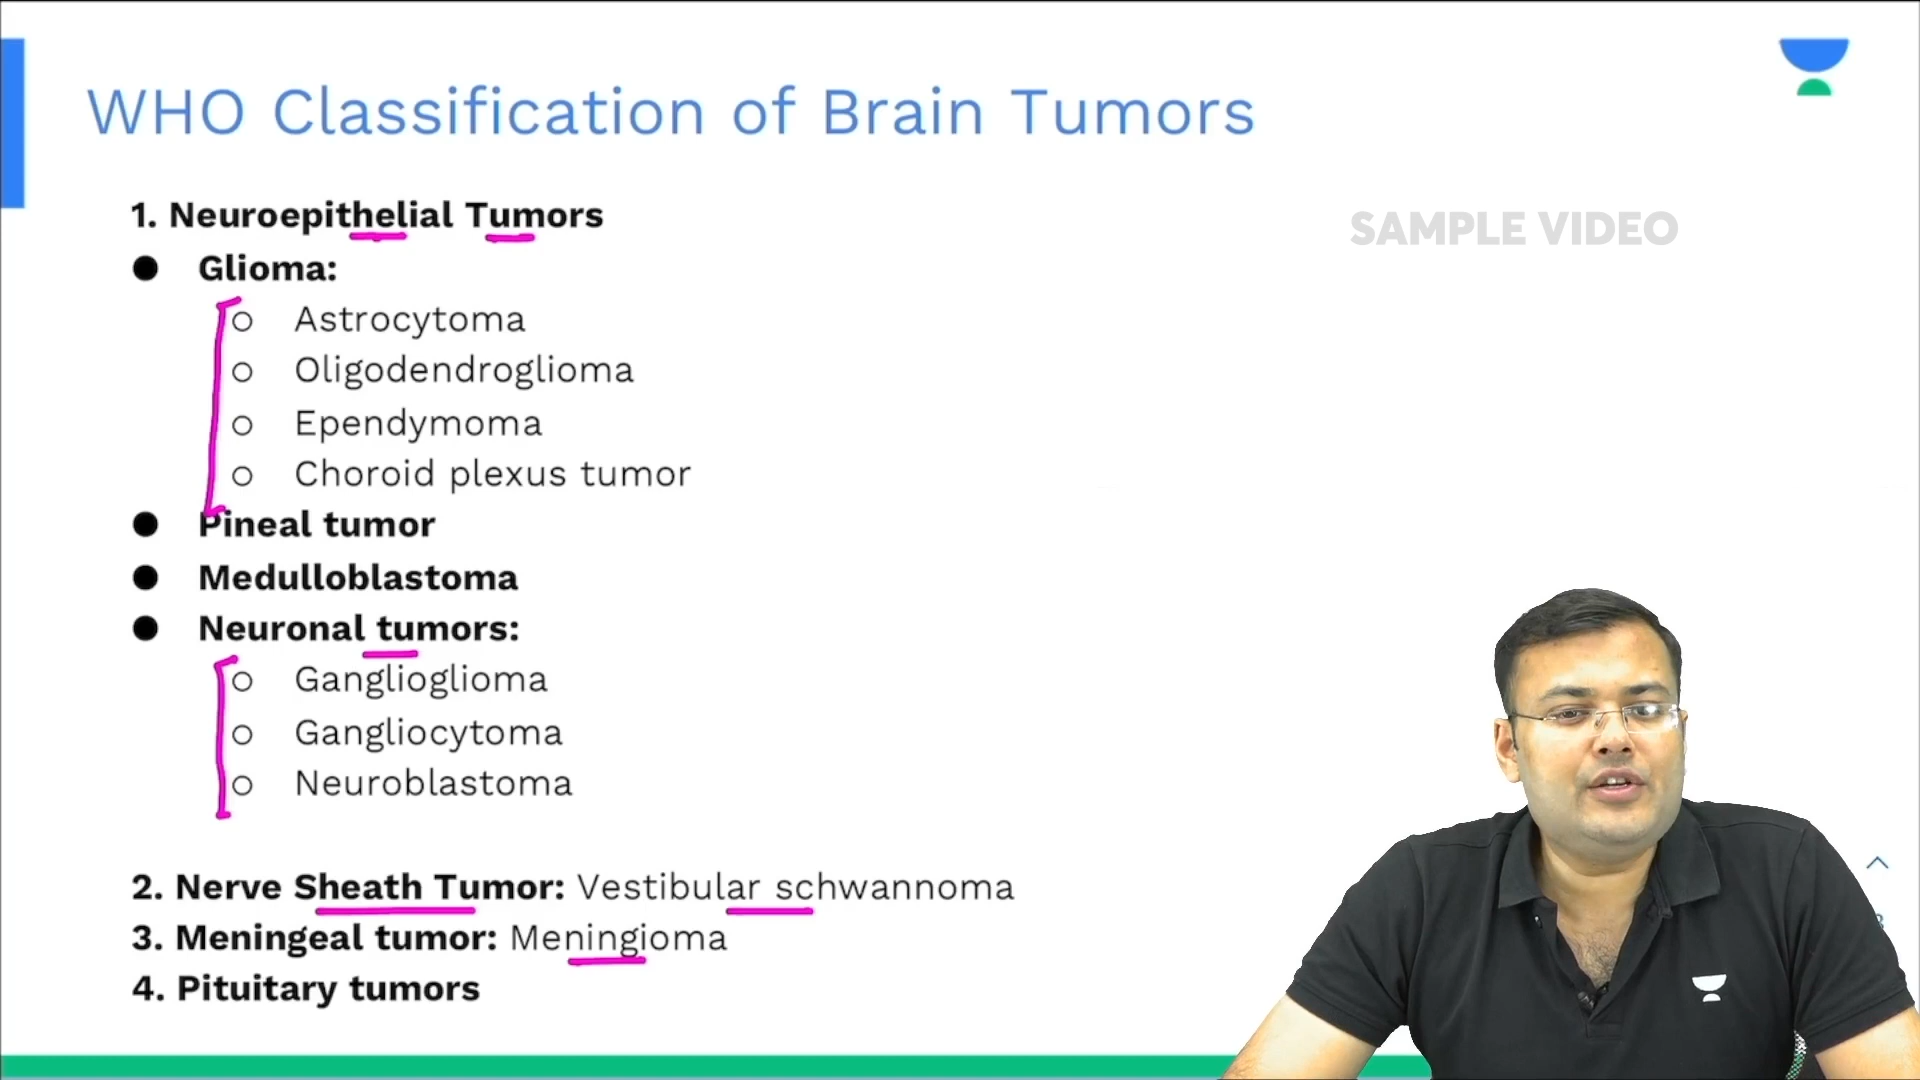 WHO Classification of Brain Tumors
SAMPLE VIDEO
1. Neuroepithelial Tumors
● Glioma:
○ Astrocytoma
○ Oligodendroglioma
○ Ependymoma
○ Choroid plexus tumor
● Pineal tumor
● Medulloblastoma
● Neuronal tumors:
○ Ganglioglioma
○ Gangliocytoma
○ Neuroblastoma
2. Nerve Sheath Tumor: Vestibular schwannoma
3. Meningeal tumor: Meningioma
4. Pituitary tumors